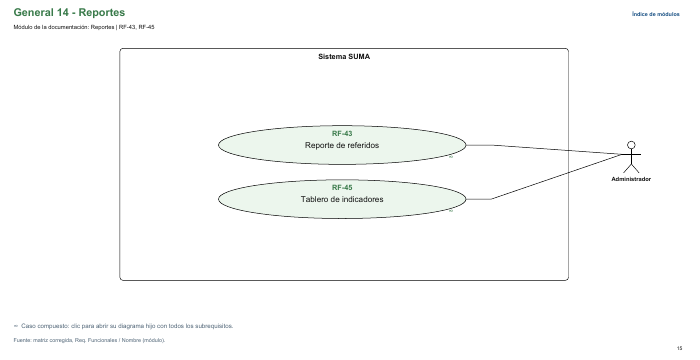 General 14 - Reportes
Índice de módulos
Módulo de la documentación: Reportes | RF-43, RF-45
Sistema SUMA
RF-43
Reporte de referidos
∞
RF-45
Tablero de indicadores
∞
Administrador
∞ Caso compuesto: clic para abrir su diagrama hijo con todos los subrequisitos.
Fuente: matriz corregida, Req. Funcionales / Nombre (módulo).
15